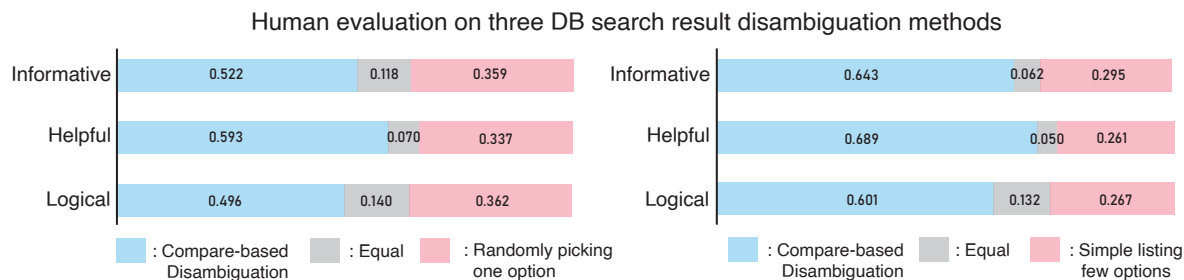 Human evaluation on three DB search result disambiguation methods
Informative 0.522 0.118 0.359
Helpful 0.593 0.070 0.337
Logical 0.496 0.140 0.362
: Compare-based Disambiguation : Equal : Randomly picking one option
Informative 0.643 0.062 0.295
Helpful 0.689 0.050 0.261
Logical 0.601 0.132 0.267
: Compare-based Disambiguation : Equal : Simple listing few options